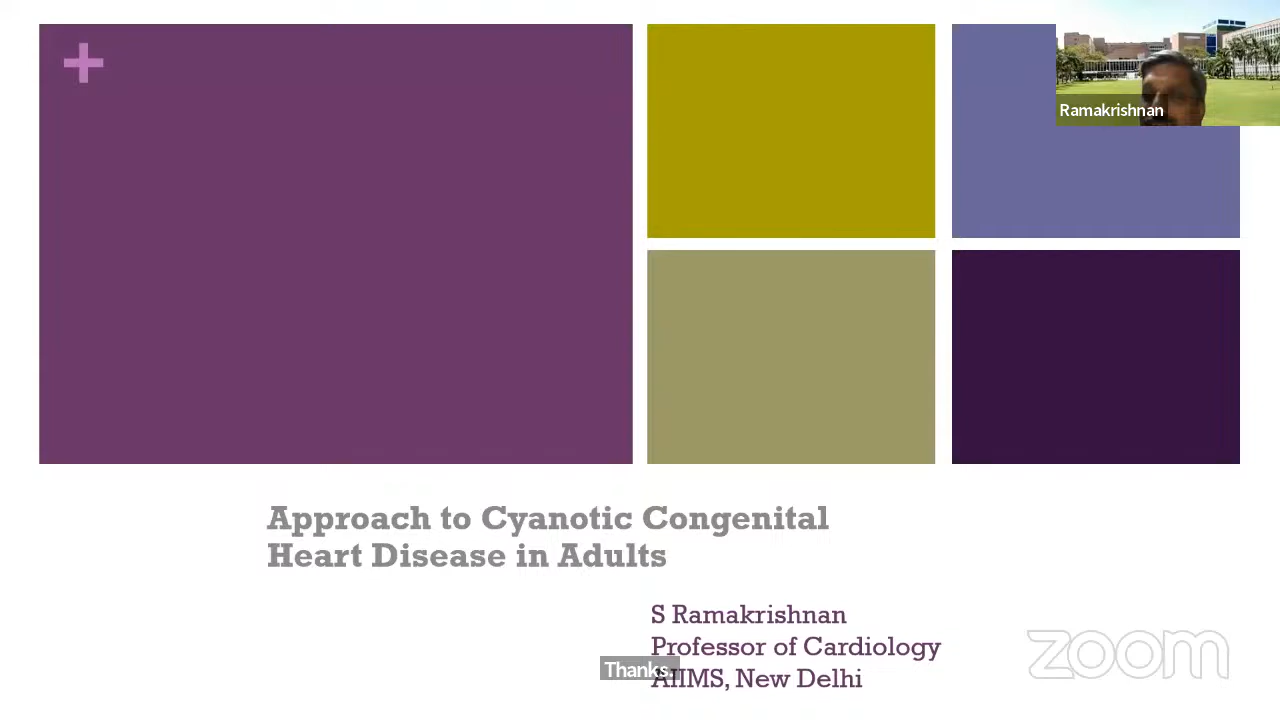 +
Ramakrishnan
Approach to Cyanotic Congenital
Heart Disease in Adults
S Ramakrishnan
Professor of Cardiology
Thanks.
AIIMS, New Delhi
zoom